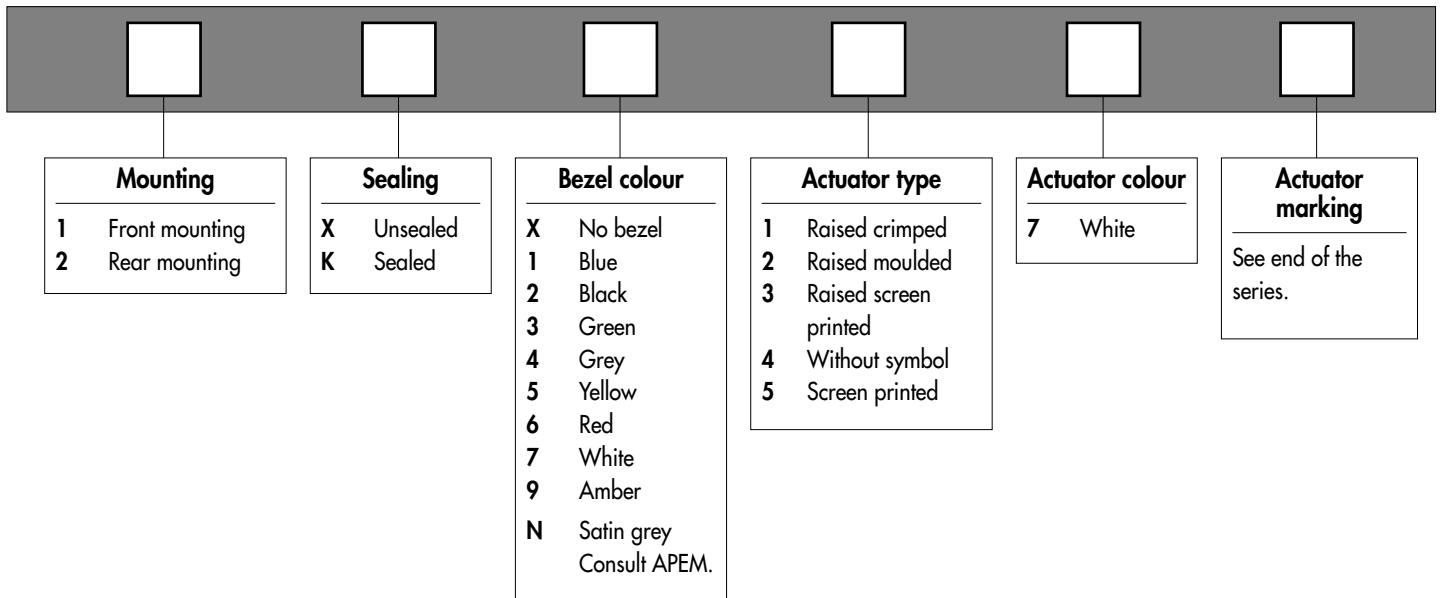 Mounting
1 Front mounting
2 Rear mounting
Sealing
X Unsealed
K Sealed
Bezel colour
X No bezel
1 Blue
2 Black
3 Green
4 Grey
5 Yellow
6 Red
7 White
9 Amber
N Satin grey
Consult APEM.
Actuator type
1 Raised crimped
2 Raised moulded
3 Raised screen
printed
4 Without symbol
5 Screen printed
Actuator colour
7 White
Actuator
marking
See end of the
series.